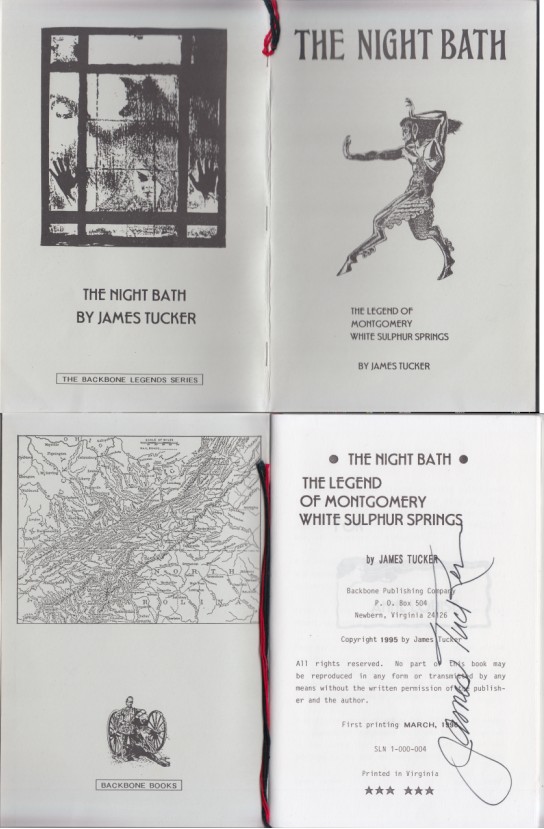 THE NIGHT BATH
BY JAMES TUCKER
THE BACKBONE LEGENDS SERIES
THE NIGHT BATH
THE LEGEND OF
MONTGOMERY
WHITE SULPHUR SPRINGS
BY JAMES TUCKER
NORTH
BACKBONE BOOKS
● THE NIGHT BATH ●
THE LEGEND
OF MONTGOMERY
WHITE SULPHUR SPRINGS
by JAMES TUCKER
Backbone Publishing Company
P. O. Box 504
Newbern, Virginia 24126
Copyright 1995 by James Tucker
All rights reserved. No part of this book may
be reproduced in any form or transmitted by any
means without the written permission of the publish-
er and the author.
First printing MARCH,
SLN 1-000-004
Printed in Virginia
★★★ ★★★
James Tucker